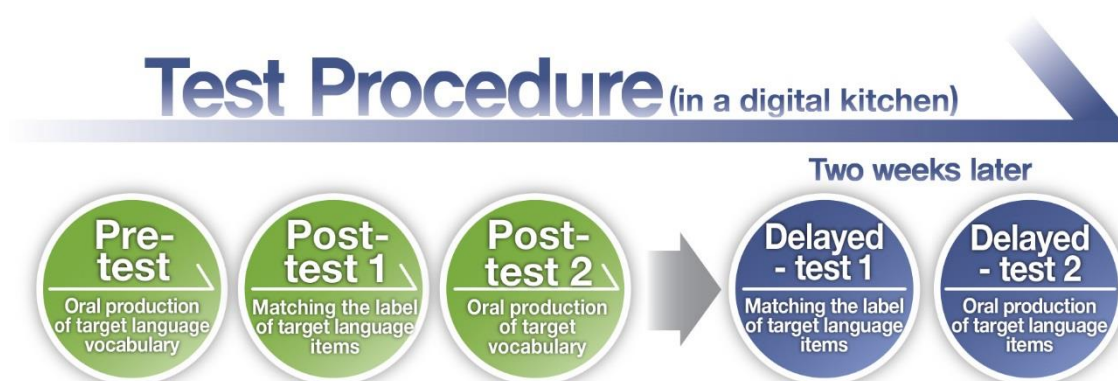 Test Procedure (in a digital kitchen)
Two weeks later
Pre-
test
Oral production
of target language
vocabulary
Post-
test 1
Matching the label
of target language
items
Post-
test 2
Oral production
of target
vocabulary
Delayed
- test 1
Matching the label
of target language
items
Delayed
- test 2
Oral production
of target language
items